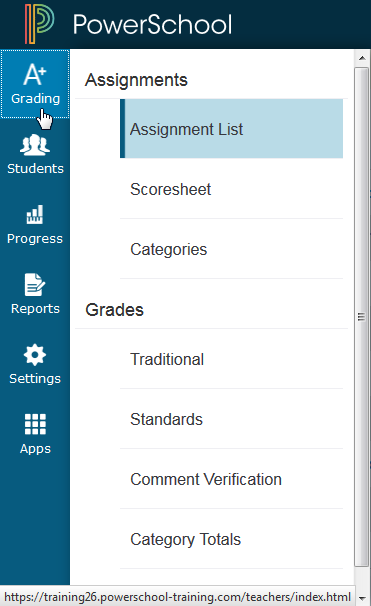 PowerSchool
A+
Grading
Students
Progress
Reports
Settings
Apps
Assignments
Assignment List
Scoresheet
Categories
Grades
Traditional
Standards
Comment Verification
Category Totals
https://training26.powerschool-training.com/teachers/index.html